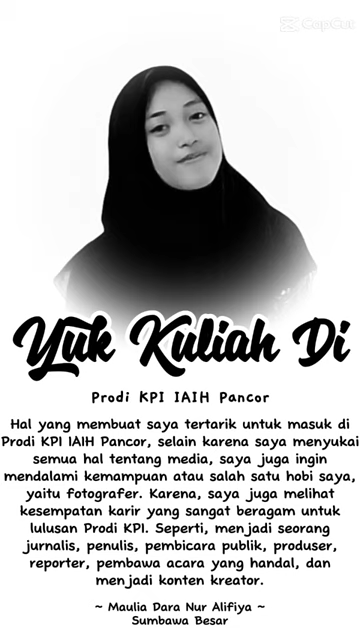 CapCut
Yuk Kuliah Di
Prodi KPI IAIH Pancor
Hal yang membuat saya tertarik untuk masuk di
Prodi KPI IAIH Pancor, selain karena saya menyukai
semua hal tentang media, saya juga ingin
mendalami kemampuan atau salah satu hobi saya,
yaitu fotografer. Karena, saya juga melihat
kesempatan karir yang sangat beragam untuk
lulusan Prodi KPI. Seperti, menjadi seorang
jurnalis, penulis, pembicara publik, produser,
reporter, pembawa acara yang handal, dan
menjadi konten kreator.
~ Maulia Dara Nur Alifiya ~
Sumbawa Besar